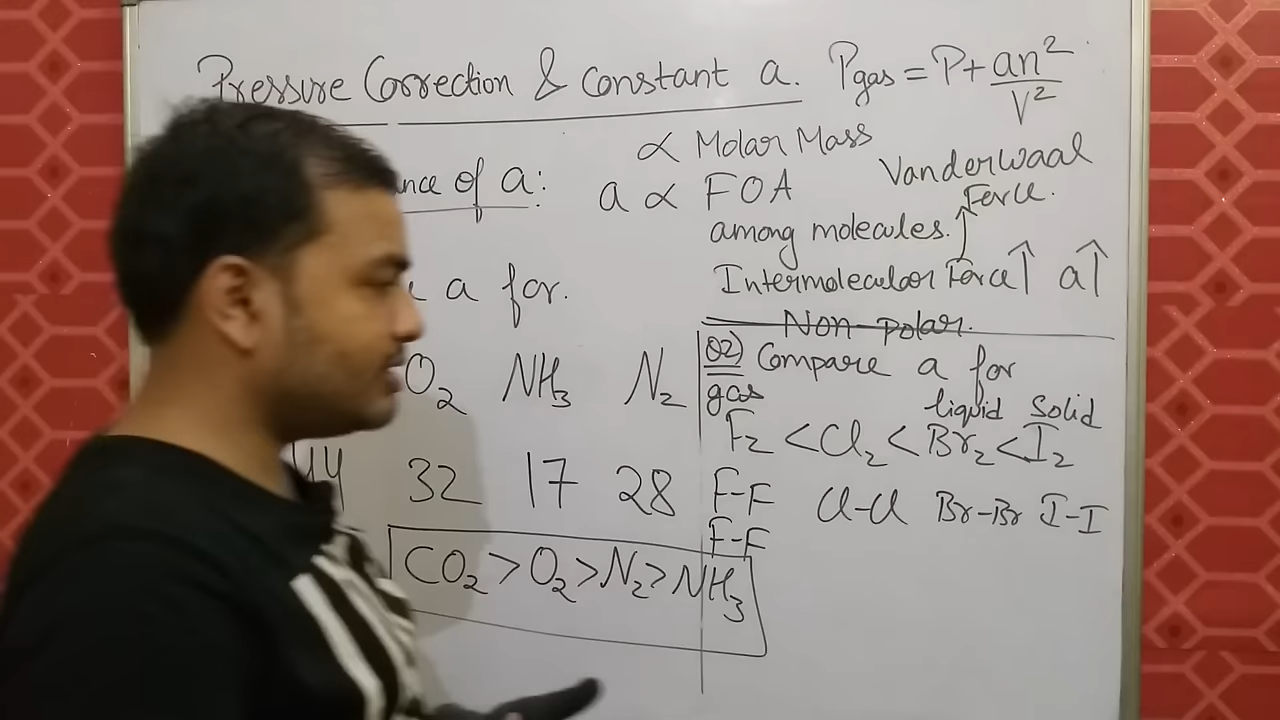 Pressure Correction & Constant a. Pgas = P + an²/V²
∝ Molar Mass
of a: a ∝ FOA
among molecules.
Vanderwaal
Force.
Intermolecular Force↑ a↑
a for.
Non-polar.
O₂ NH₃ N₂
44 32 17 28
CO₂ > O₂ > N₂ > NH₃
Q2) Compare a for
gas liquid Solid
F₂ < Cl₂ < Br₂ < I₂
F-F Cl-Cl Br-Br I-I
F-F